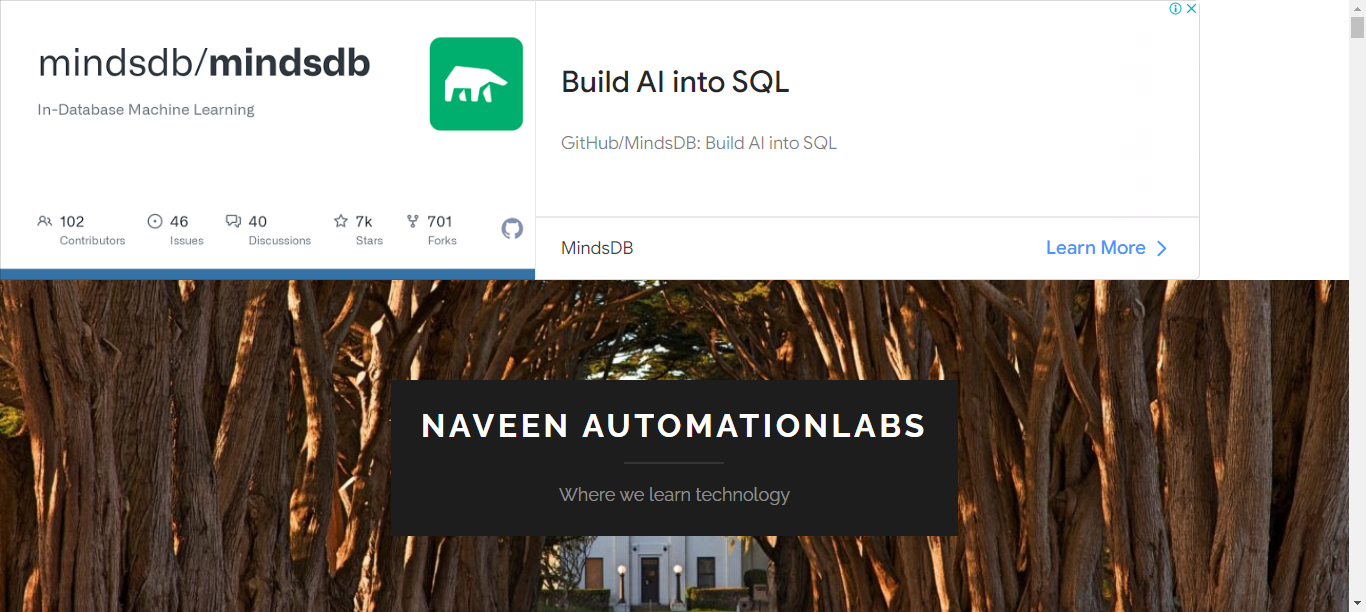 mindsdb/mindsdb
In-Database Machine Learning
102
Contributors
46
Issues
40
Discussions
7k
Stars
701
Forks
Build AI into SQL
GitHub/MindsDB: Build AI into SQL
MindsDB
Learn More
NAVEEN AUTOMATIONLABS
Where we learn technology